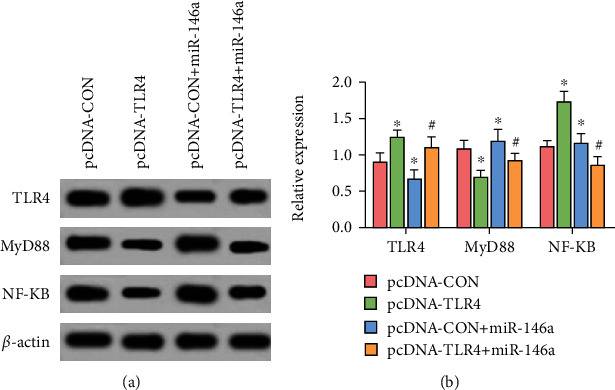 pcDNA-CON
pcDNA-TLR4
pcDNA-CON+miR-146a
pcDNA-TLR4+miR-146a
TLR4
MyD88
NF-KB
β-actin
(a)
Relative expression
2.0
1.5
1.0
0.5
0.0
* * #
* * #
* * #
TLR4 MyD88 NF-KB
pcDNA-CON
pcDNA-TLR4
pcDNA-CON+miR-146a
pcDNA-TLR4+miR-146a
(b)